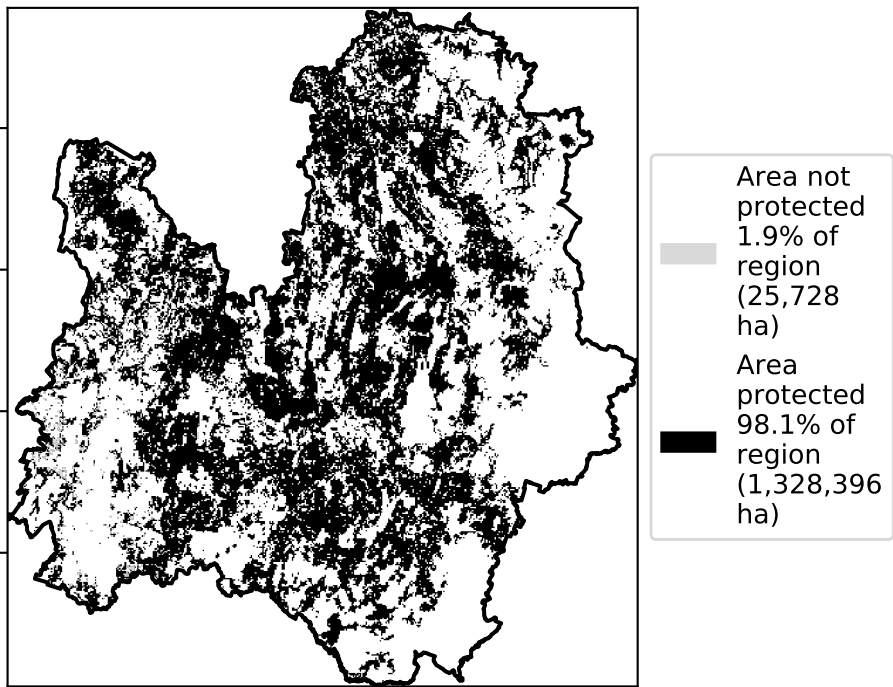 Area not
protected
1.9% of
region
(25,728
ha)
Area
protected
98.1% of
region
(1,328,396
ha)